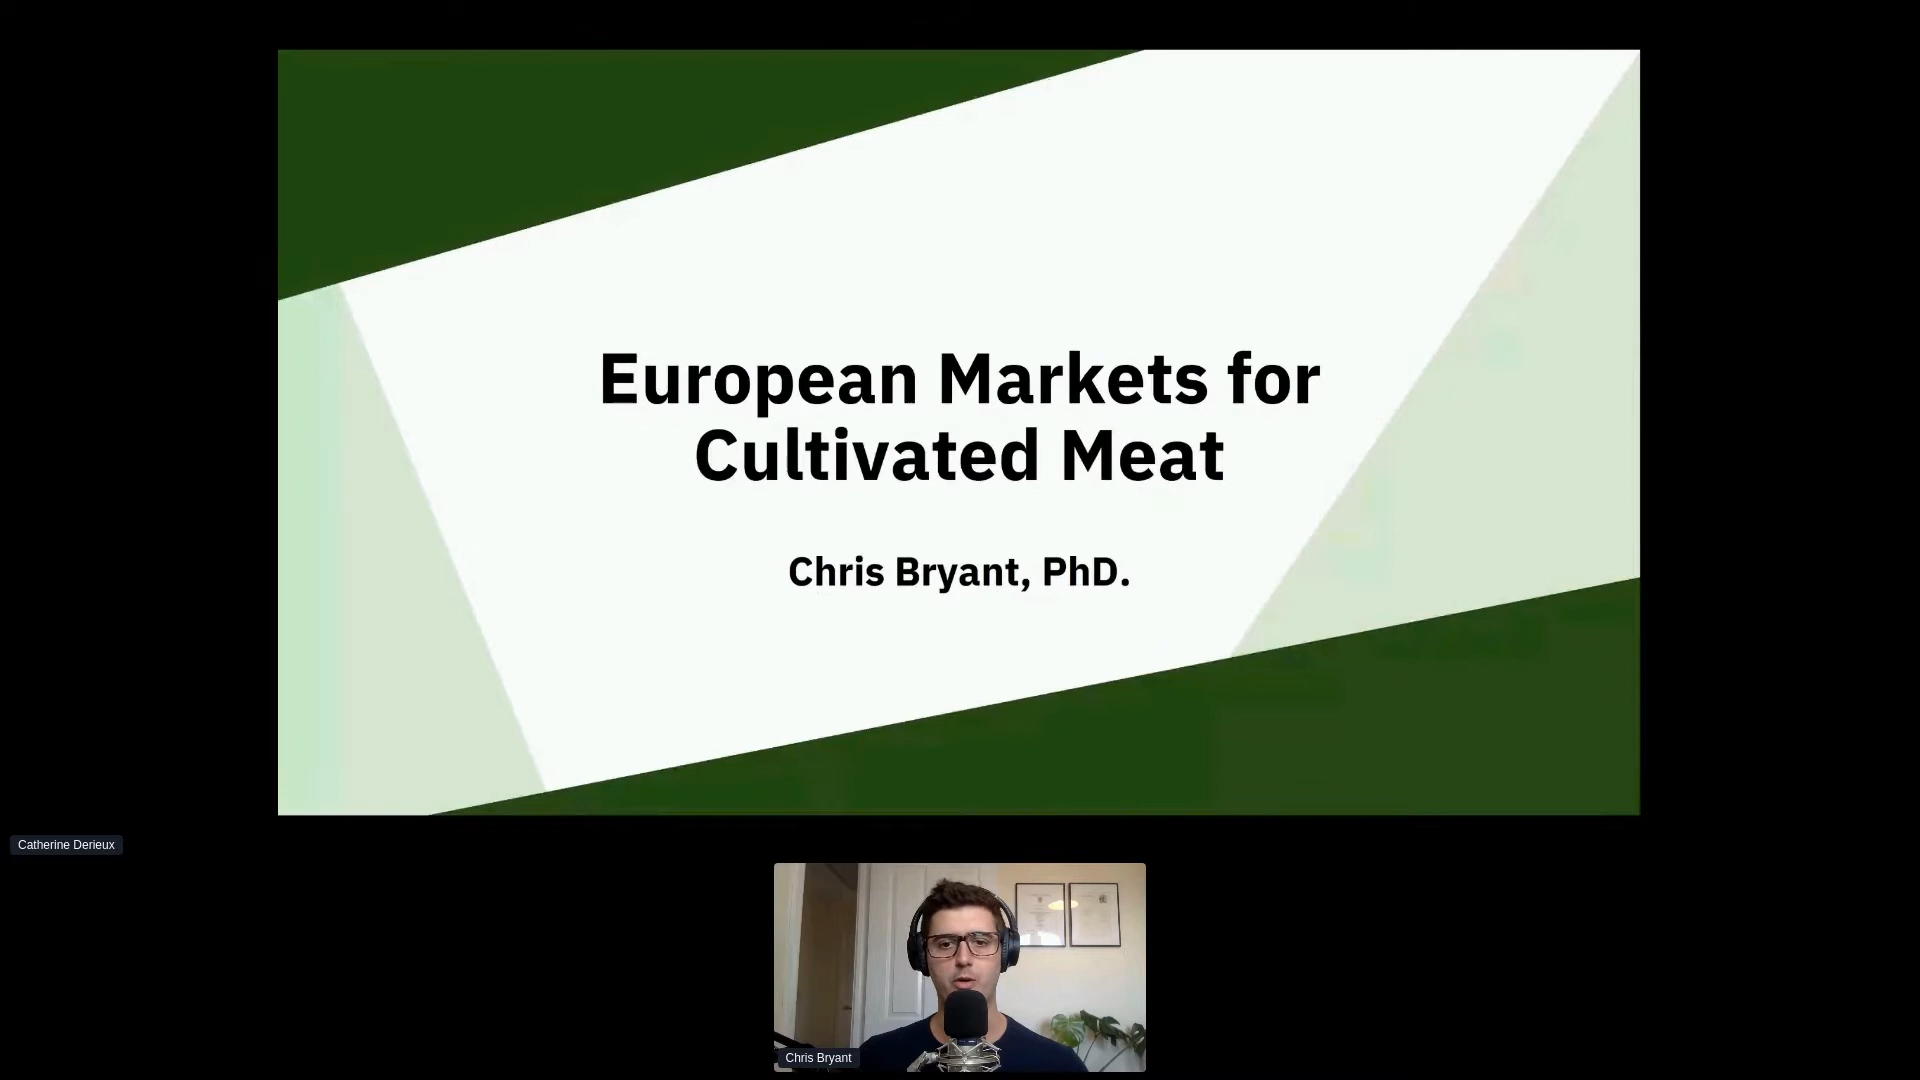 European Markets for
Cultivated Meat
Chris Bryant, PhD.
Catherine Derieux
Chris Bryant